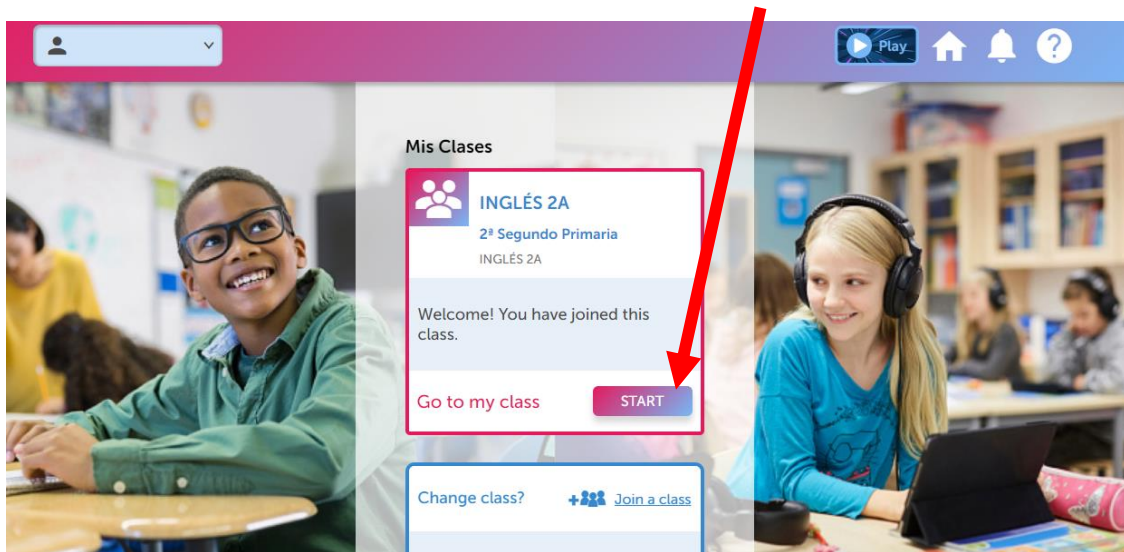 Play
?
Mis Clases
INGLÉS 2A
2ª Segundo Primaria
INGLÉS 2A
Welcome! You have joined this
class.
Go to my class
START
Change class?
Join a class